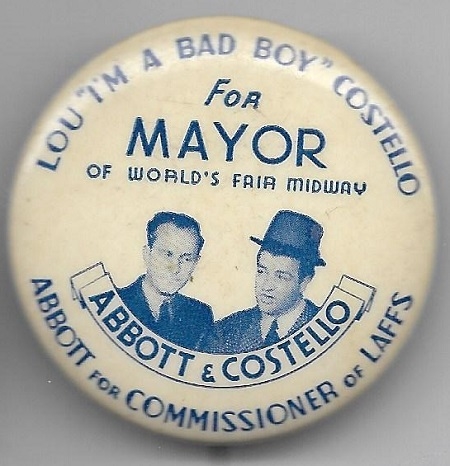 LOU "I'M A BAD BOY" COSTELLO
FOR
MAYOR
OF WORLD'S FAIR MIDWAY
ABBOTT & COSTELLO
ABBOTT FOR COMMISSIONER OF LAFFS